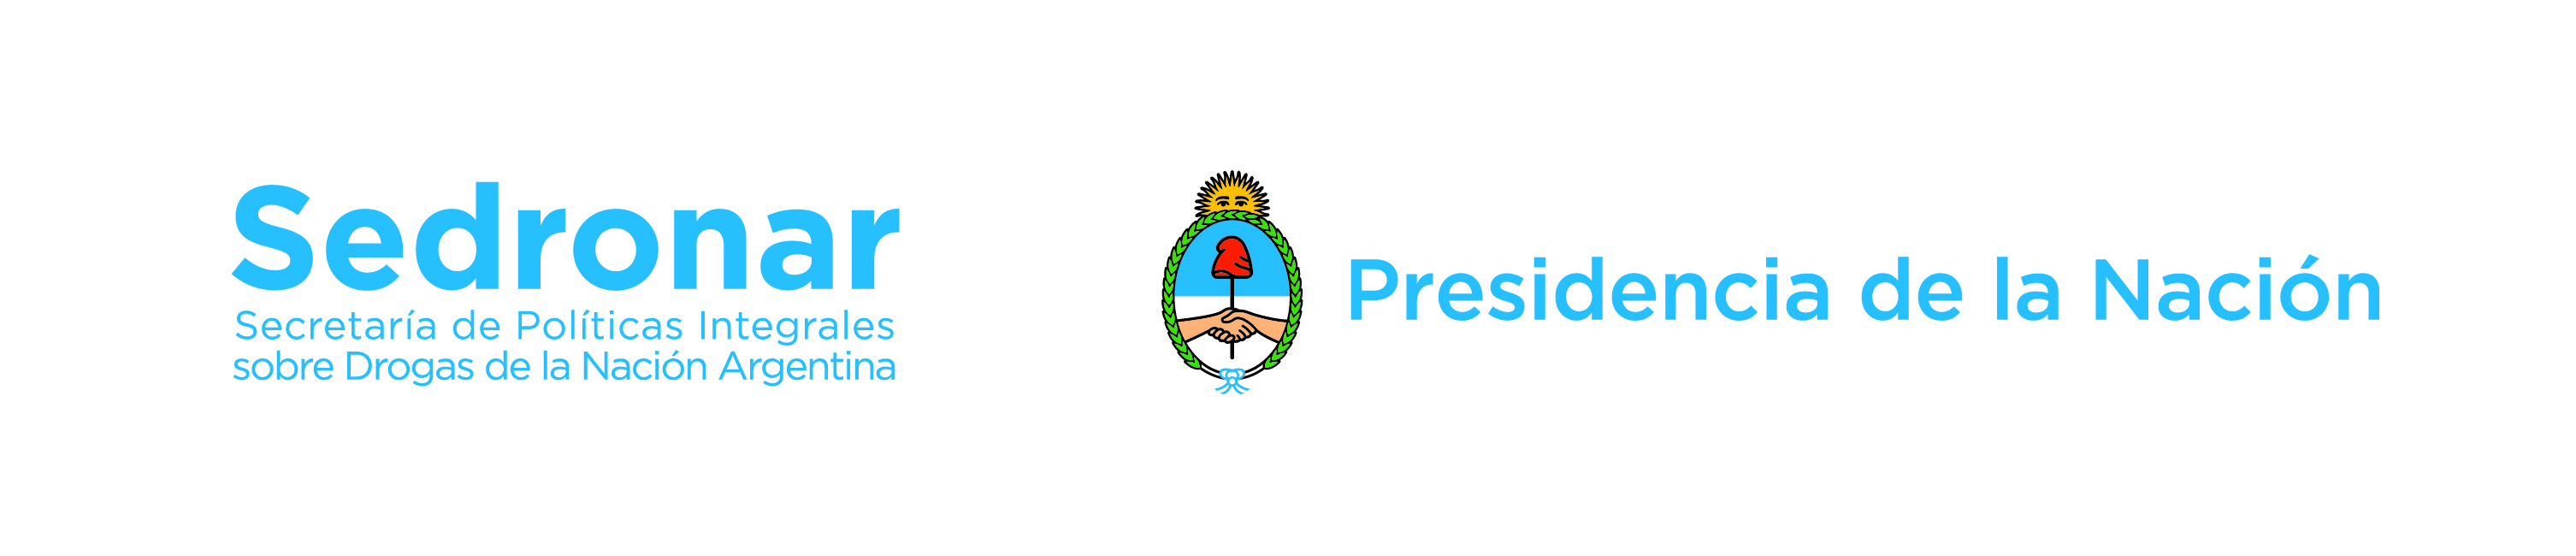 Sedronar
Secretaría de Políticas Integrales
sobre Drogas de la Nación Argentina
Presidencia de la Nación